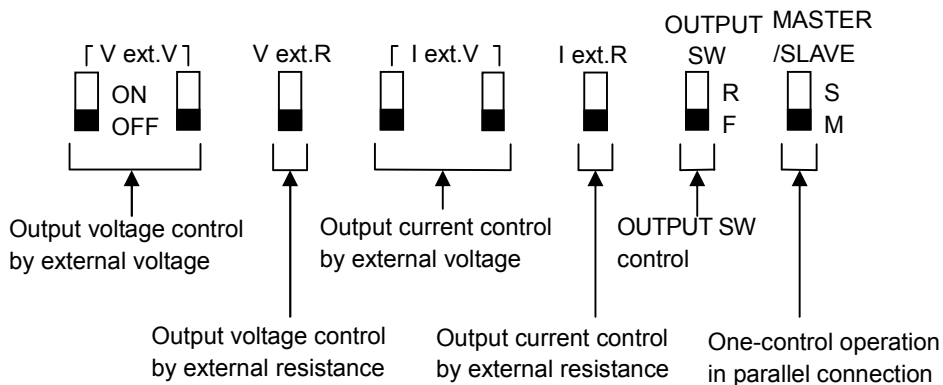 OUTPUT MASTER
「 V ext.V 」 V ext.R 「 I ext.V 」 I ext.R SW /SLAVE
ON R S
OFF F M
Output voltage control
by external voltage
Output current control
by external voltage
OUTPUT SW
control
Output voltage control
by external resistance
Output current control
by external resistance
One-control operation
in parallel connection